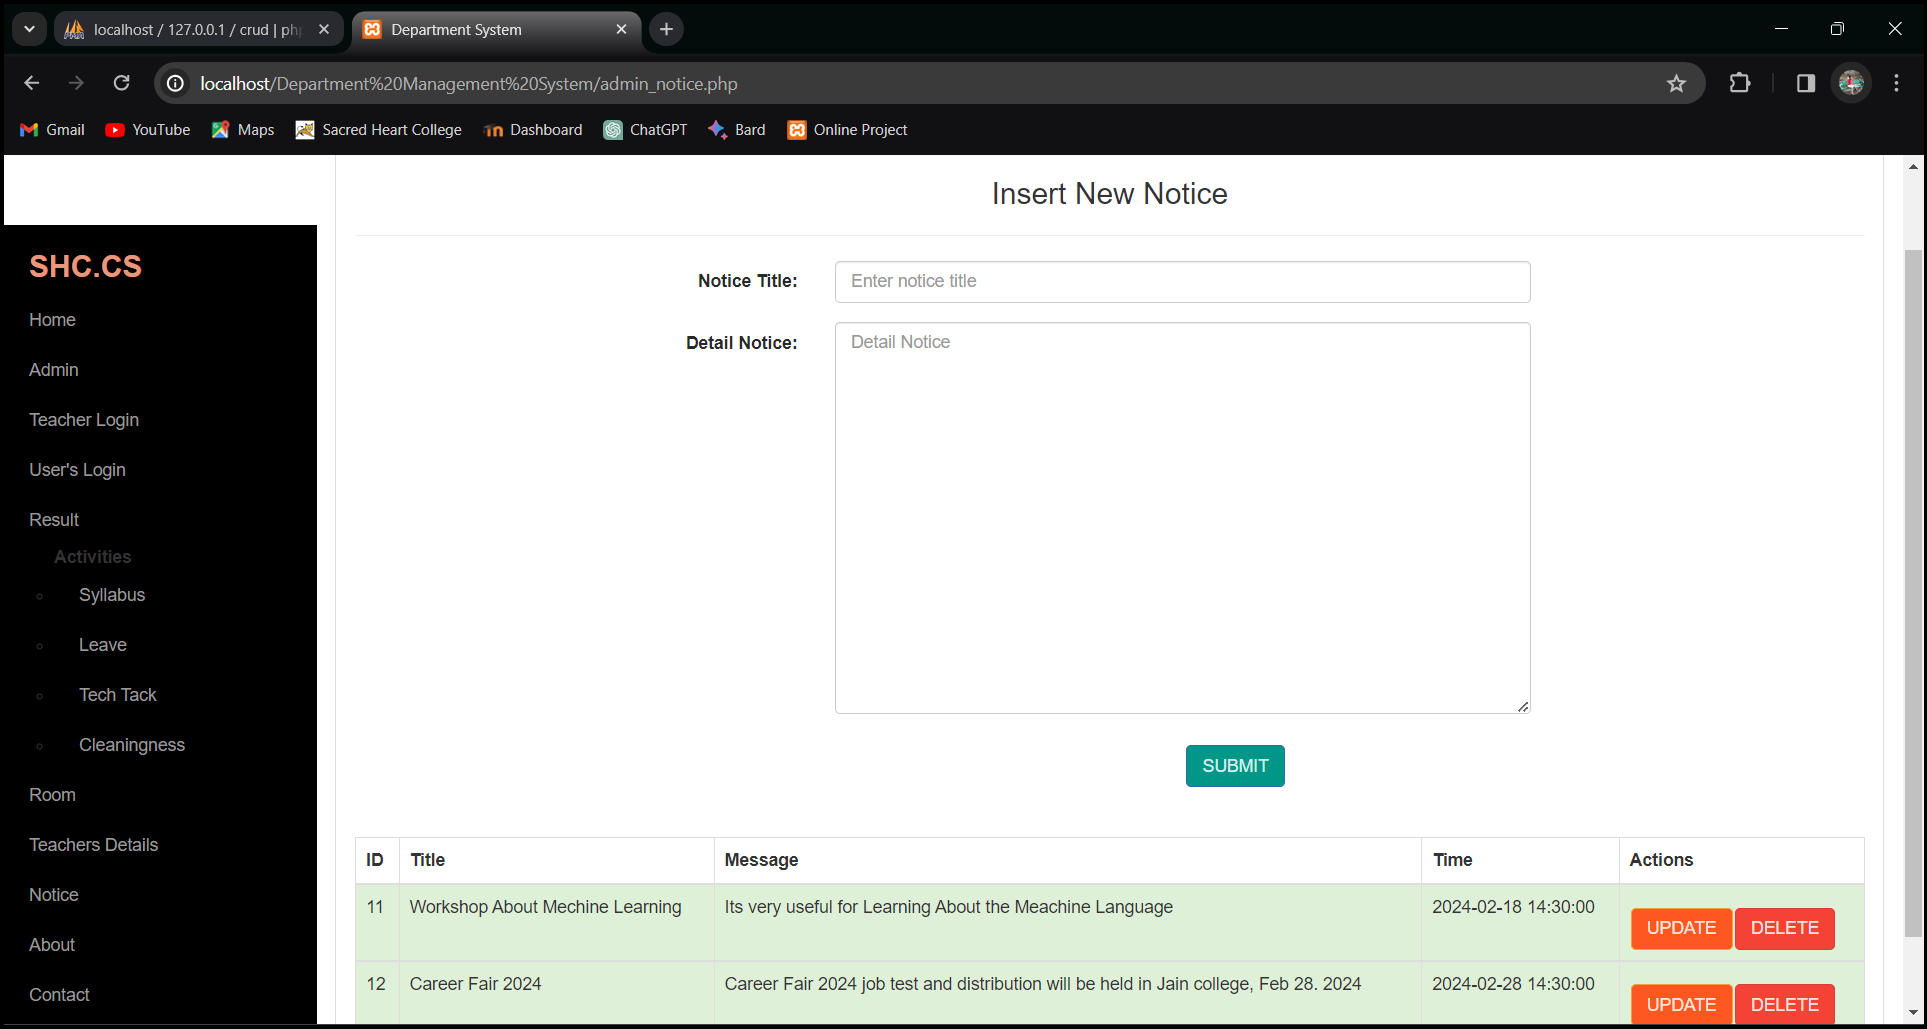 localhost / 127.0.0.1 / crud | php
Department System
localhost/Department%20Management%20System/admin_notice.php
Gmail
YouTube
Maps
Sacred Heart College
Dashboard
ChatGPT
Bard
Online Project
Insert New Notice
SHC.CS
Home
Admin
Teacher Login
User's Login
Result
Activities
Syllabus
Leave
Tech Tack
Cleaningness
Room
Teachers Details
Notice
About
Contact
Notice Title:
Enter notice title
Detail Notice:
Detail Notice
SUBMIT
ID Title Message Time Actions
11 Workshop About Mechine Learning Its very useful for Learning About the Meachine Language 2024-02-18 14:30:00 UPDATE DELETE
12 Career Fair 2024 Career Fair 2024 job test and distribution will be held in Jain college, Feb 28. 2024 2024-02-28 14:30:00 UPDATE DELETE